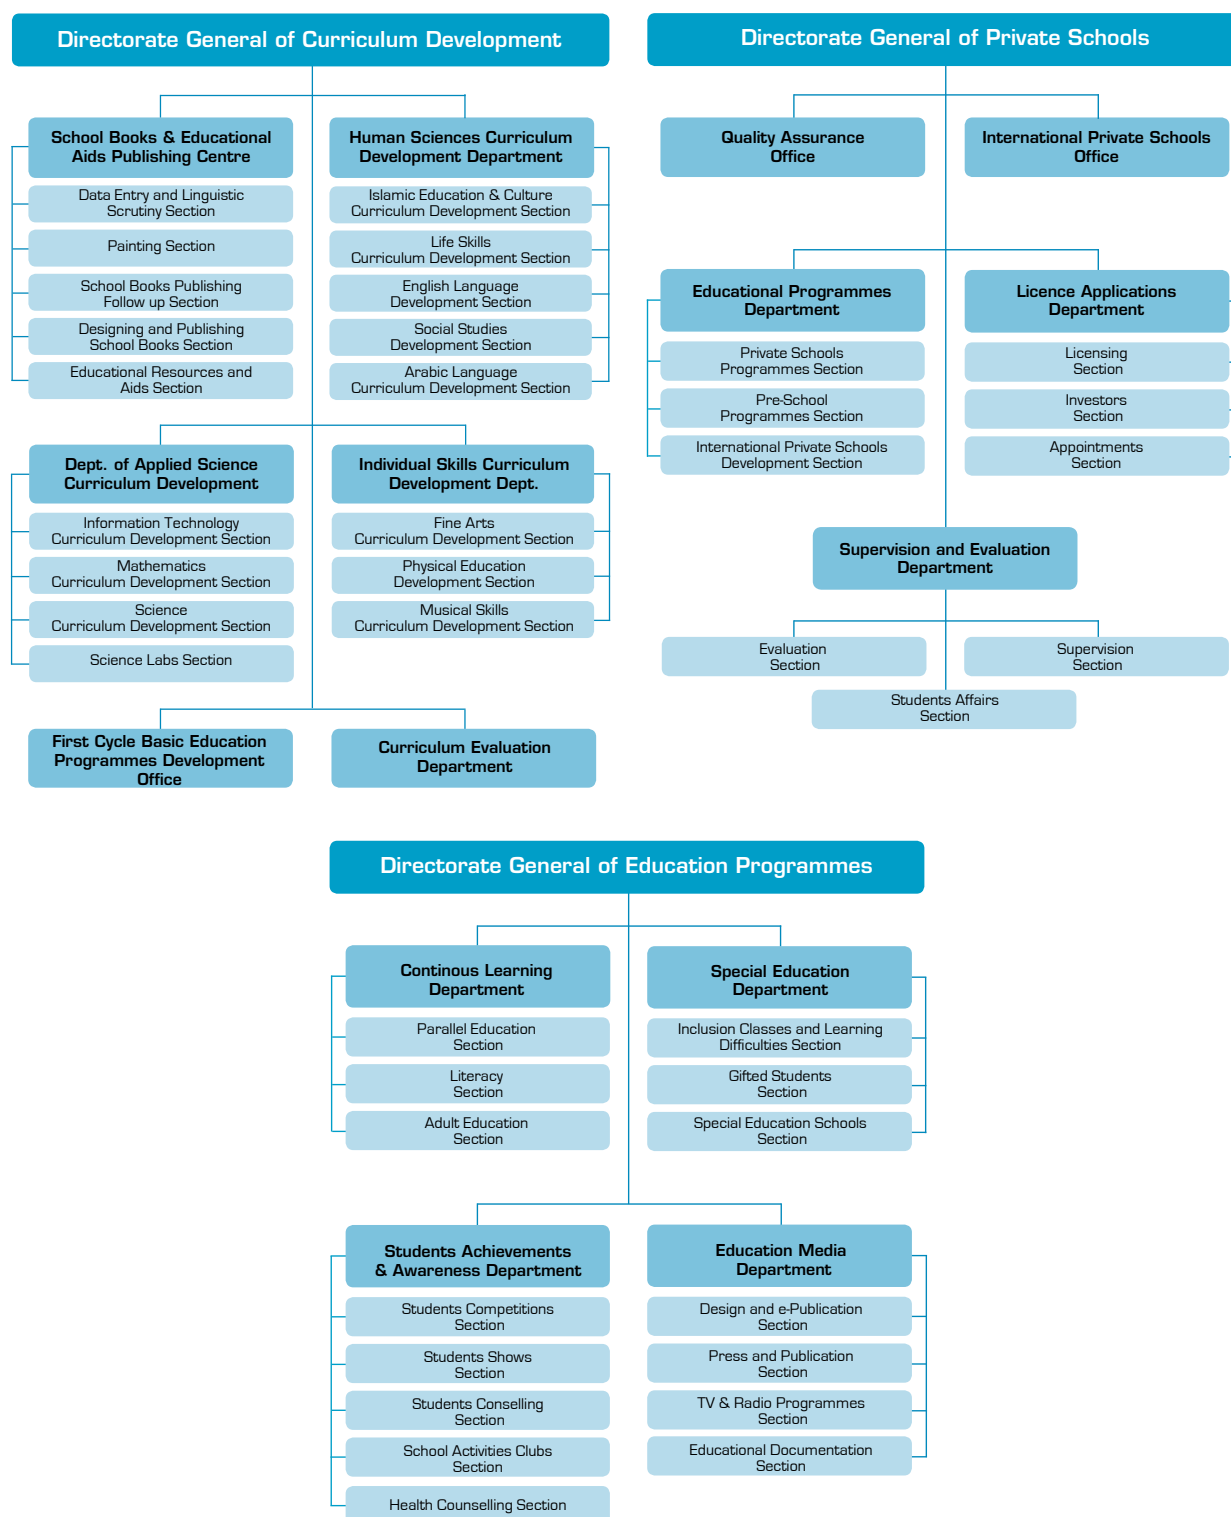 Directorate General of Curriculum Development
School Books & Educational
Aids Publishing Centre
Data Entry and Linguistic
Scrutiny Section
Painting Section
School Books Publishing
Follow up Section
Designing and Publishing
School Books Section
Educational Resources and
Aids Section
Human Sciences Curriculum
Development Department
Islamic Education & Culture
Curriculum Development Section
Life Skills
Curriculum Development Section
English Language
Development Section
Social Studies
Development Section
Arabic Language
Curriculum Development Section
Dept. of Applied Science
Curriculum Development
Information Technology
Curriculum Development Section
Mathematics
Curriculum Development Section
Science
Curriculum Development Section
Science Labs Section
Individual Skills Curriculum
Development Dept.
Fine Arts
Curriculum Development Section
Physical Education
Development Section
Musical Skills
Curriculum Development Section
First Cycle Basic Education
Programmes Development
Office
Curriculum Evaluation
Department
Directorate General of Private Schools
Quality Assurance
Office
International Private Schools
Office
Educational Programmes
Department
Private Schools
Programmes Section
Pre-School
Programmes Section
International Private Schools
Development Section
Licence Applications
Department
Licensing
Section
Investors
Section
Appointments
Section
Supervision and Evaluation
Department
Evaluation
Section
Supervision
Section
Students Affairs
Section
Directorate General of Education Programmes
Continous Learning
Department
Parallel Education
Section
Literacy
Section
Adult Education
Section
Special Education
Department
Inclusion Classes and Learning
Difficulties Section
Gifted Students
Section
Special Education Schools
Section
Students Achievements
& Awareness Department
Students Competitions
Section
Students Shows
Section
Students Conselling
Section
School Activities Clubs
Section
Health Counselling Section
Education Media
Department
Design and e-Publication
Section
Press and Publication
Section
TV & Radio Programmes
Section
Educational Documentation
Section